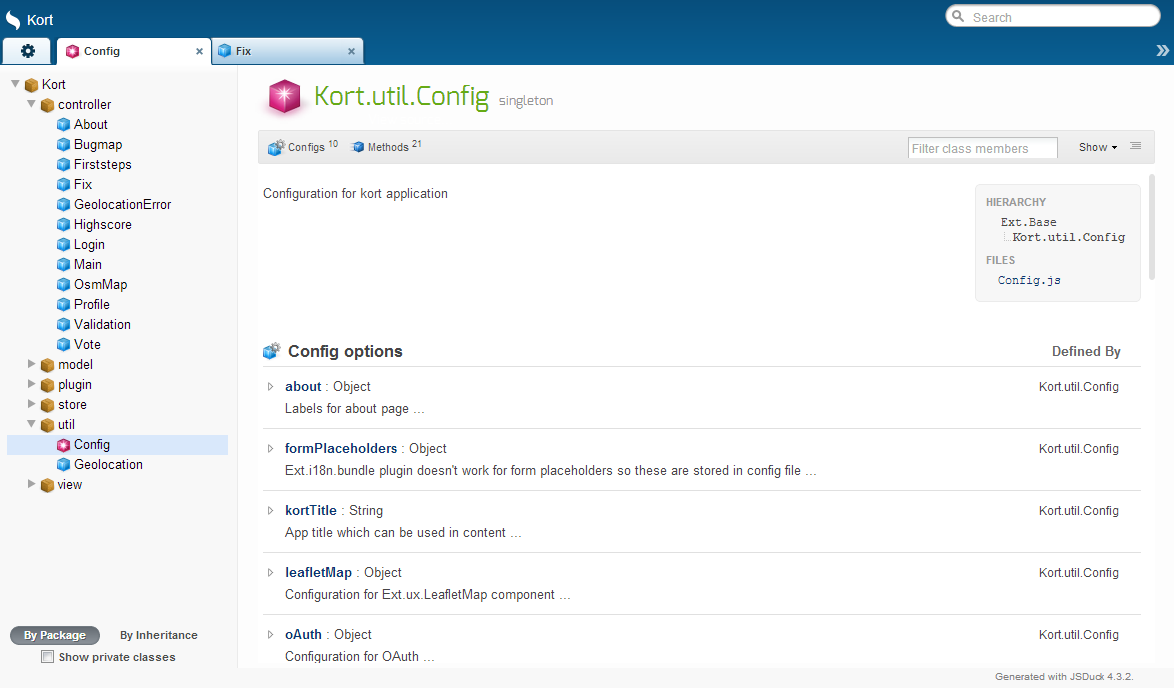 Kort
Search
Config
Fix
Kort
controller
About
Bugmap
Firststeps
Fix
GeolocationError
Highscore
Login
Main
OsmMap
Profile
Validation
Vote
model
plugin
store
util
Config
Geolocation
view
By Package By Inheritance
Show private classes
Kort.util.Config singleton
Configs 10 Methods 21
Filter class members
Show
Configuration for kort application
HIERARCHY
Ext.Base
Kort.util.Config
FILES
Config.js
Config options Defined By
about : Object Kort.util.Config
Labels for about page ...
formPlaceholders : Object Kort.util.Config
Ext.i18n.bundle plugin doesn't work for form placeholders so these are stored in config file ...
kortTitle : String Kort.util.Config
App title which can be used in content ...
leafletMap : Object Kort.util.Config
Configuration for Ext.ux.LeafletMap component ...
oAuth : Object Kort.util.Config
Configuration for OAuth ...
Generated with JSDuck 4.3.2.